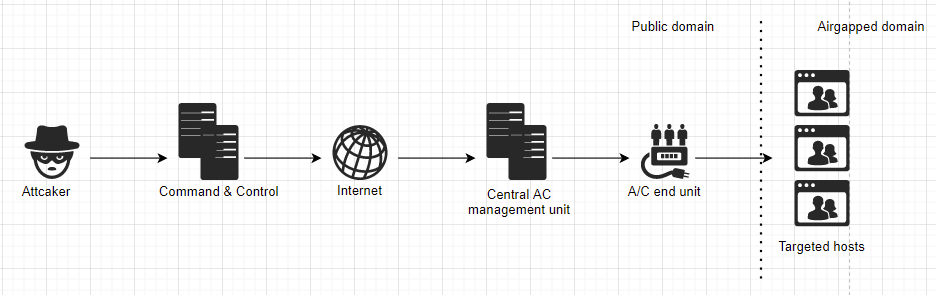 Public domain
Airgapped domain
Attcaker
Command & Control
Internet
Central AC
management unit
A/C end unit
Targeted hosts